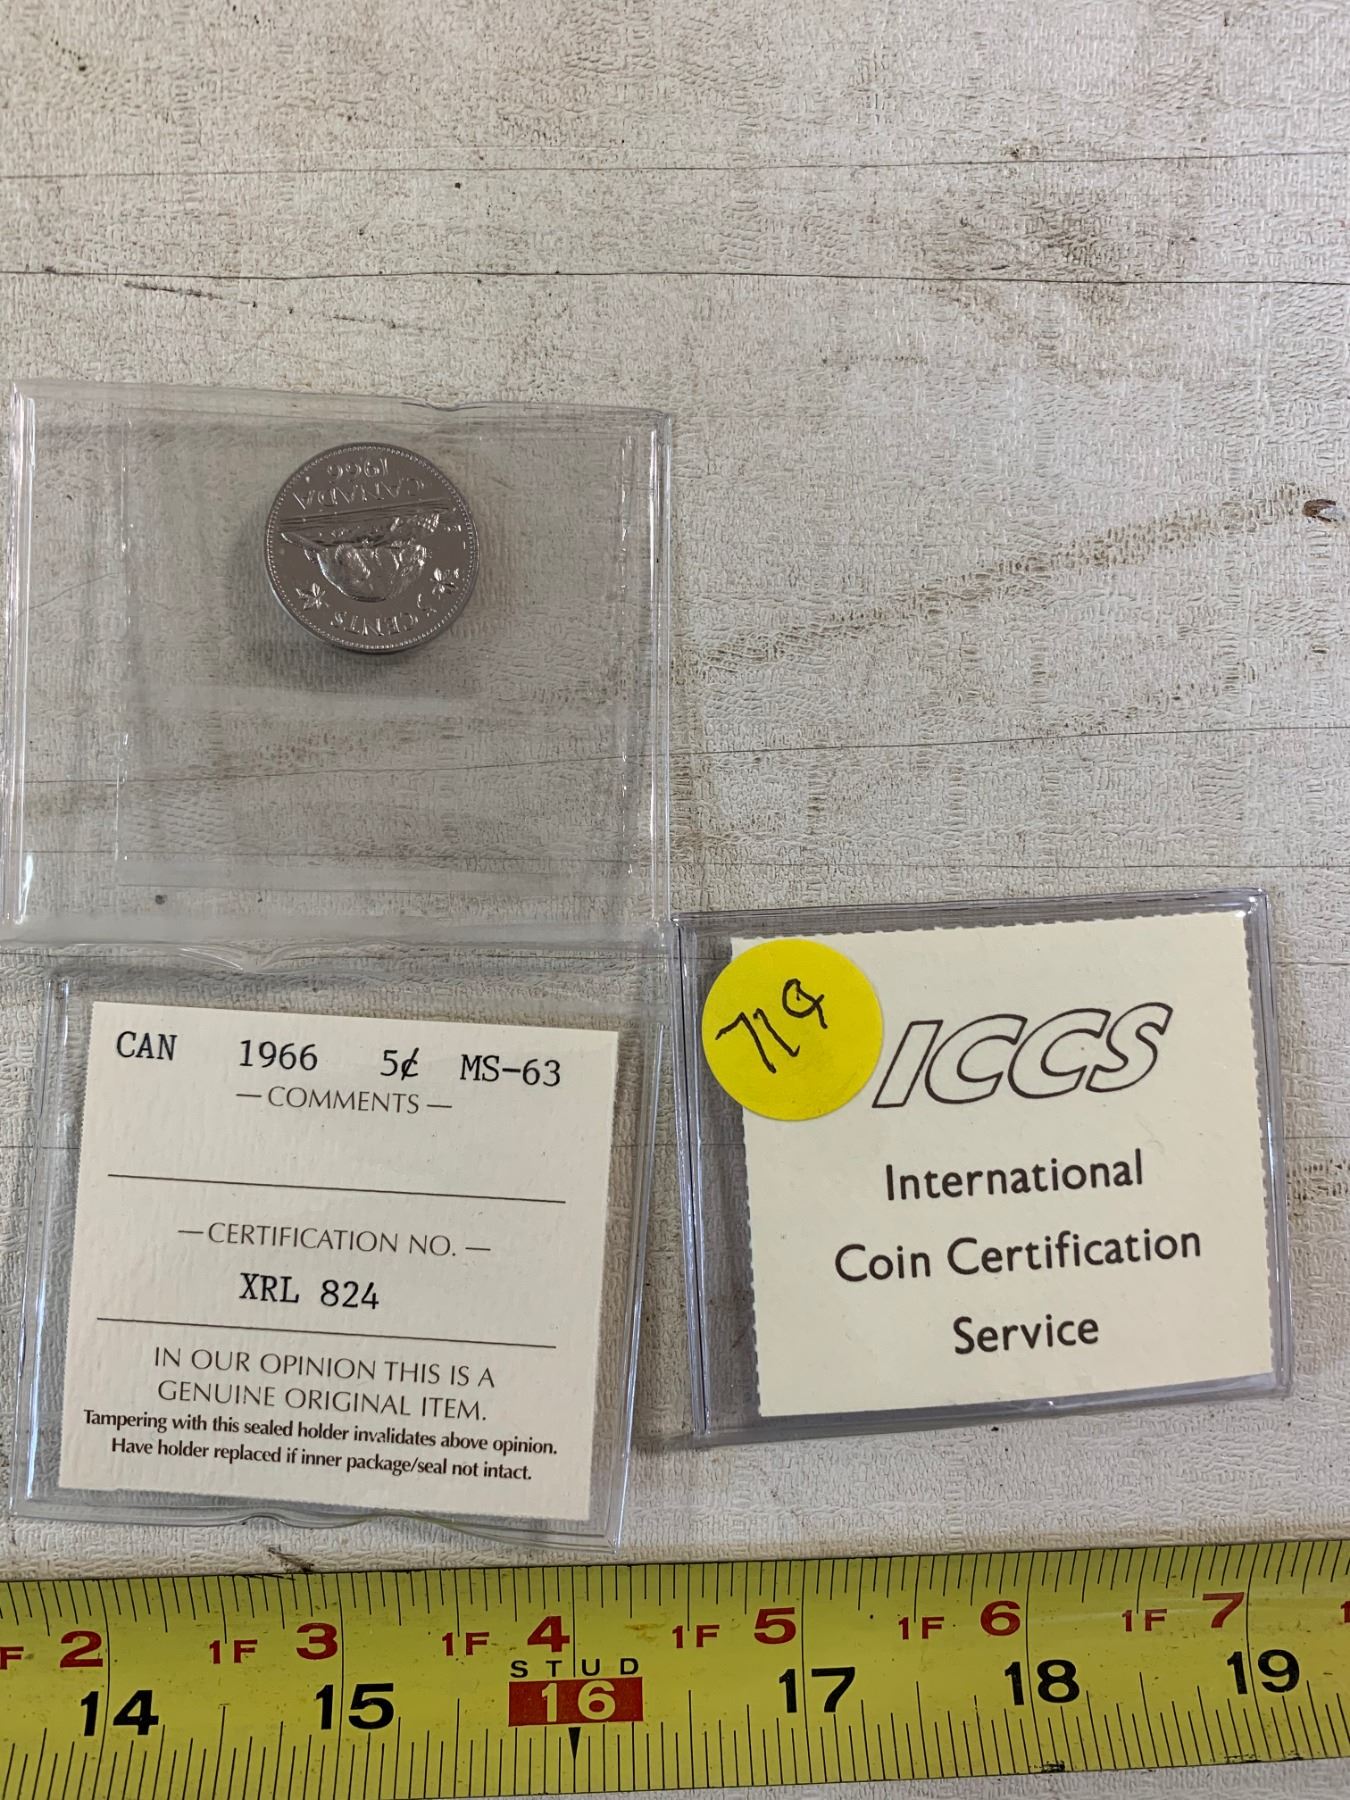 5 CENTS
CANADA
1966
CAN 1966 5¢ MS-63
— COMMENTS —
— CERTIFICATION NO. —
XRL 824
IN OUR OPINION THIS IS A
GENUINE ORIGINAL ITEM.
Tampering with this sealed holder invalidates above opinion.
Have holder replaced if inner package/seal not intact.
ICCS
International
Coin Certification
Service
F 2 1F 3 1F 4 1F 5 1F 6 1F 7
STUD
14 15 16 17 18 19